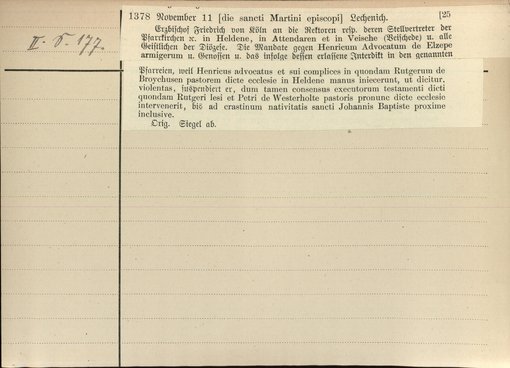 1378 November 11 [die sancti Martini episcopi] Lechenich. [25
Erzbischof Friedrich von Köln an die Rektoren resp. deren Stellvertreter der
Pfarrkirchen ꝛc. in Heldene, in Attendaren et in Veische (Veischede) u. alle
Geistlichen der Diözese. Die Mandate gegen Henricum Advocatum de Elzepe
armigerum u. Genossen u. das infolge dessen erlassene Interdikt in den genannten
II. V. 177.
Pfarreien, weil Henricus advocatus et sui complices in quondam Rutgerum de
Broychusen pastorem dicte ecclesie in Heldene manus iniecerunt, ut dicitur,
violentas, suspendiert er, dum tamen consensus executorum testamenti dicti
quondam Rutgeri lesi et Petri de Westerholte pastoris pronunc dicte ecclesie
intervenerit, bis ad crastinum nativitatis sancti Johannis Baptiste proxime
inclusive.
Orig. Siegel ab.